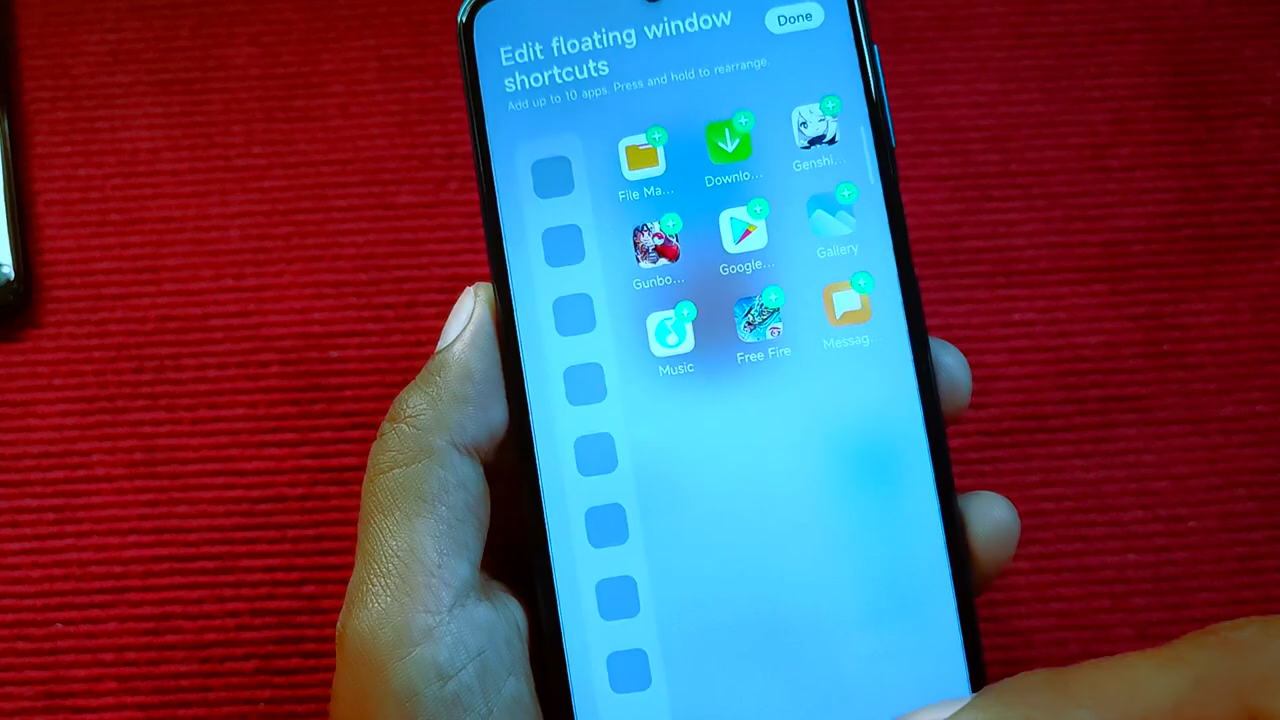 Edit floating window
shortcuts
Done
Add up to 10 apps. Press and hold to rearrange.
File Ma...
Downlo...
Genshi...
Gunbo...
Google...
Gallery
Music
Free Fire
Messag...